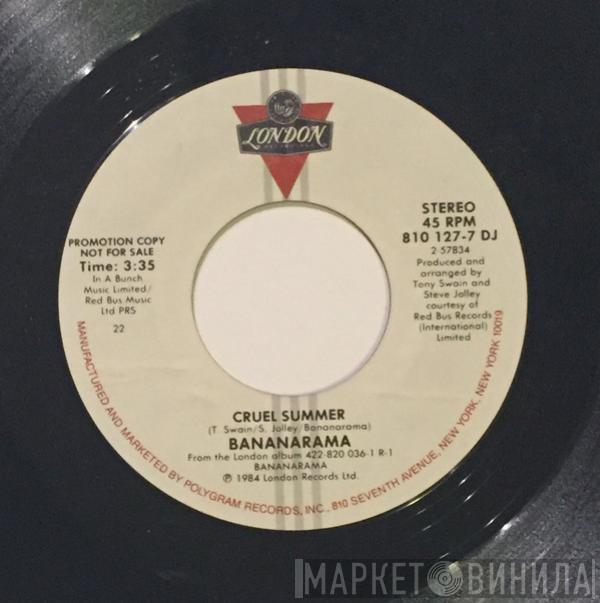 LONDON
PROMOTION COPY
NOT FOR SALE
Time: 3:35
In A Bunch
Music Limited/
Red Bus Music
Ltd PRS
22
STEREO
45 RPM
810 127-7 DJ
2-57834
Produced and
arranged by
Tony Swain and
Steve Jolley
courtesy of
Red Bus Records
(International)
Limited
CRUEL SUMMER
(T. Swain/S. Jolley/Bananarama)
BANANARAMA
From the London album 422-820 036-1 R-1
BANANARAMA
℗ 1984 London Records Ltd.
MANUFACTURED AND MARKETED BY POLYGRAM RECORDS, INC., 810 SEVENTH AVENUE, NEW YORK, NEW YORK 10019
МАРКЕТ ВИНИЛА